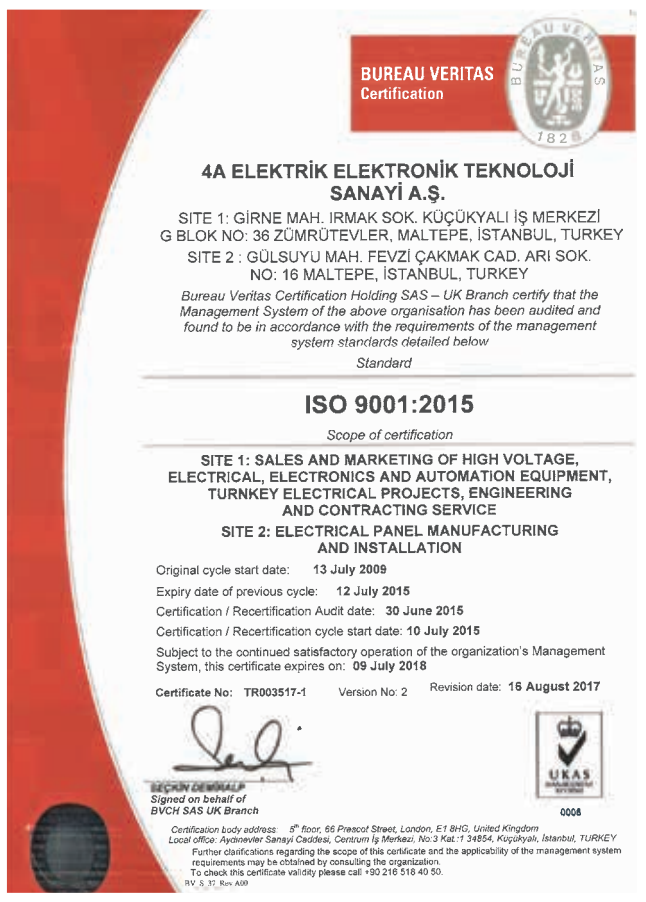 BUREAU VERITAS
Certification
BUREAU VERITAS
1828
4A ELEKTRİK ELEKTRONİK TEKNOLOJİ
SANAYİ A.Ş.
SITE 1: GİRNE MAH. IRMAK SOK. KÜÇÜKYALI İŞ MERKEZİ
G BLOK NO: 36 ZÜMRÜTEVLER, MALTEPE, İSTANBUL, TURKEY
SITE 2 : GÜLSUYU MAH. FEVZİ ÇAKMAK CAD. ARI SOK.
NO: 16 MALTEPE, İSTANBUL, TURKEY
Bureau Veritas Certification Holding SAS – UK Branch certify that the
Management System of the above organisation has been audited and
found to be in accordance with the requirements of the management
system standards detailed below
Standard
ISO 9001:2015
Scope of certification
SITE 1: SALES AND MARKETING OF HIGH VOLTAGE,
ELECTRICAL, ELECTRONICS AND AUTOMATION EQUIPMENT,
TURNKEY ELECTRICAL PROJECTS, ENGINEERING
AND CONTRACTING SERVICE
SITE 2: ELECTRICAL PANEL MANUFACTURING
AND INSTALLATION
Original cycle start date: 13 July 2009
Expiry date of previous cycle: 12 July 2015
Certification / Recertification Audit date: 30 June 2015
Certification / Recertification cycle start date: 10 July 2015
Subject to the continued satisfactory operation of the organization's Management
System, this certificate expires on: 09 July 2018
Certificate No: TR003517-1 Version No: 2 Revision date: 16 August 2017
SEÇKİN DEMİRALP
Signed on behalf of
BVCH SAS UK Branch
UKAS
MANAGEMENT
SYSTEMS
0008
Certification body address: 5th floor, 66 Prescot Street, London, E1 8HG, United Kingdom
Local office: Aydınevler Sanayi Caddesi, Centrum İş Merkezi, No:3 Kat.:1 34854, Küçükyalı, İstanbul, TURKEY
Further clarifications regarding the scope of this certificate and the applicability of the management system
requirements may be obtained by consulting the organization.
To check this certificate validity please call +90 216 518 40 50.
BV_S_37_Rev.A00